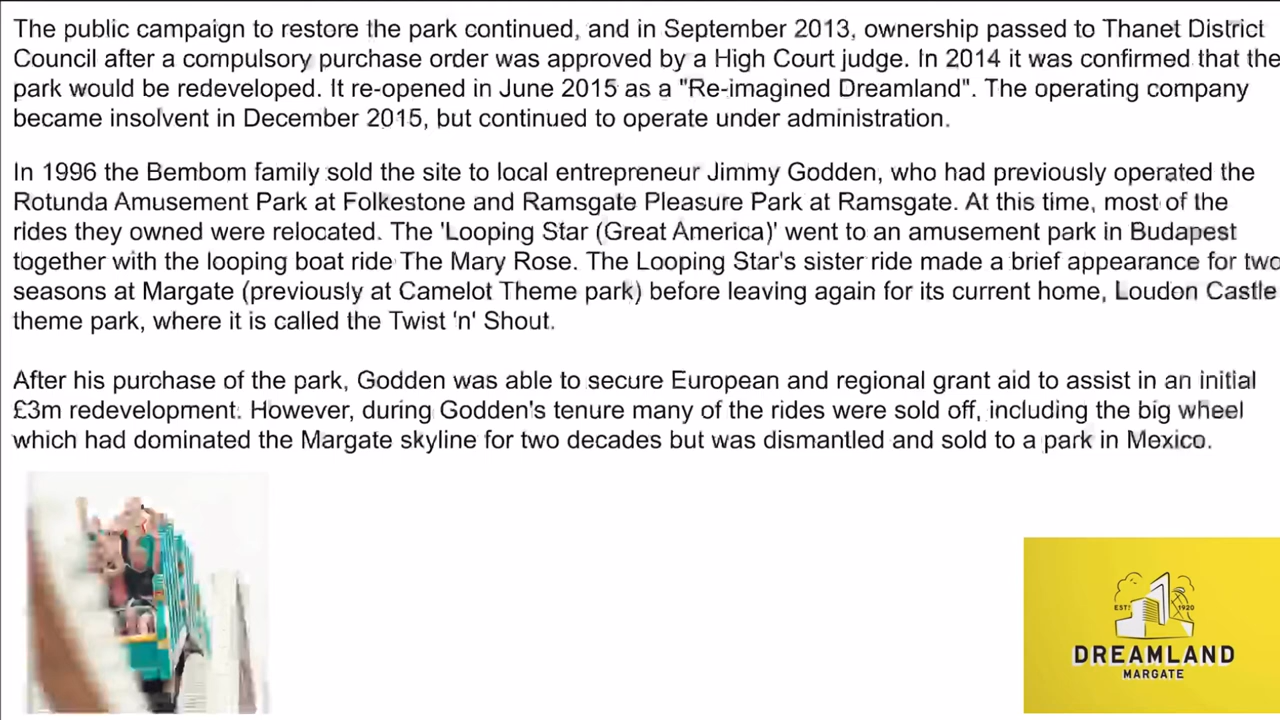 The public campaign to restore the park continued, and in September 2013, ownership passed to Thanet District
Council after a compulsory purchase order was approved by a High Court judge. In 2014 it was confirmed that the
park would be redeveloped. It re-opened in June 2015 as a "Re-imagined Dreamland". The operating company
became insolvent in December 2015, but continued to operate under administration.
In 1996 the Bembom family sold the site to local entrepreneur Jimmy Godden, who had previously operated the
Rotunda Amusement Park at Folkestone and Ramsgate Pleasure Park at Ramsgate. At this time, most of the
rides they owned were relocated. The 'Looping Star (Great America)' went to an amusement park in Budapest
together with the looping boat ride The Mary Rose. The Looping Star's sister ride made a brief appearance for two
seasons at Margate (previously at Camelot Theme park) before leaving again for its current home, Loudon Castle
theme park, where it is called the Twist 'n' Shout.
After his purchase of the park, Godden was able to secure European and regional grant aid to assist in an initial
£3m redevelopment. However, during Godden's tenure many of the rides were sold off, including the big wheel
which had dominated the Margate skyline for two decades but was dismantled and sold to a park in Mexico.
EST? 1920
DREAMLAND
MARGATE